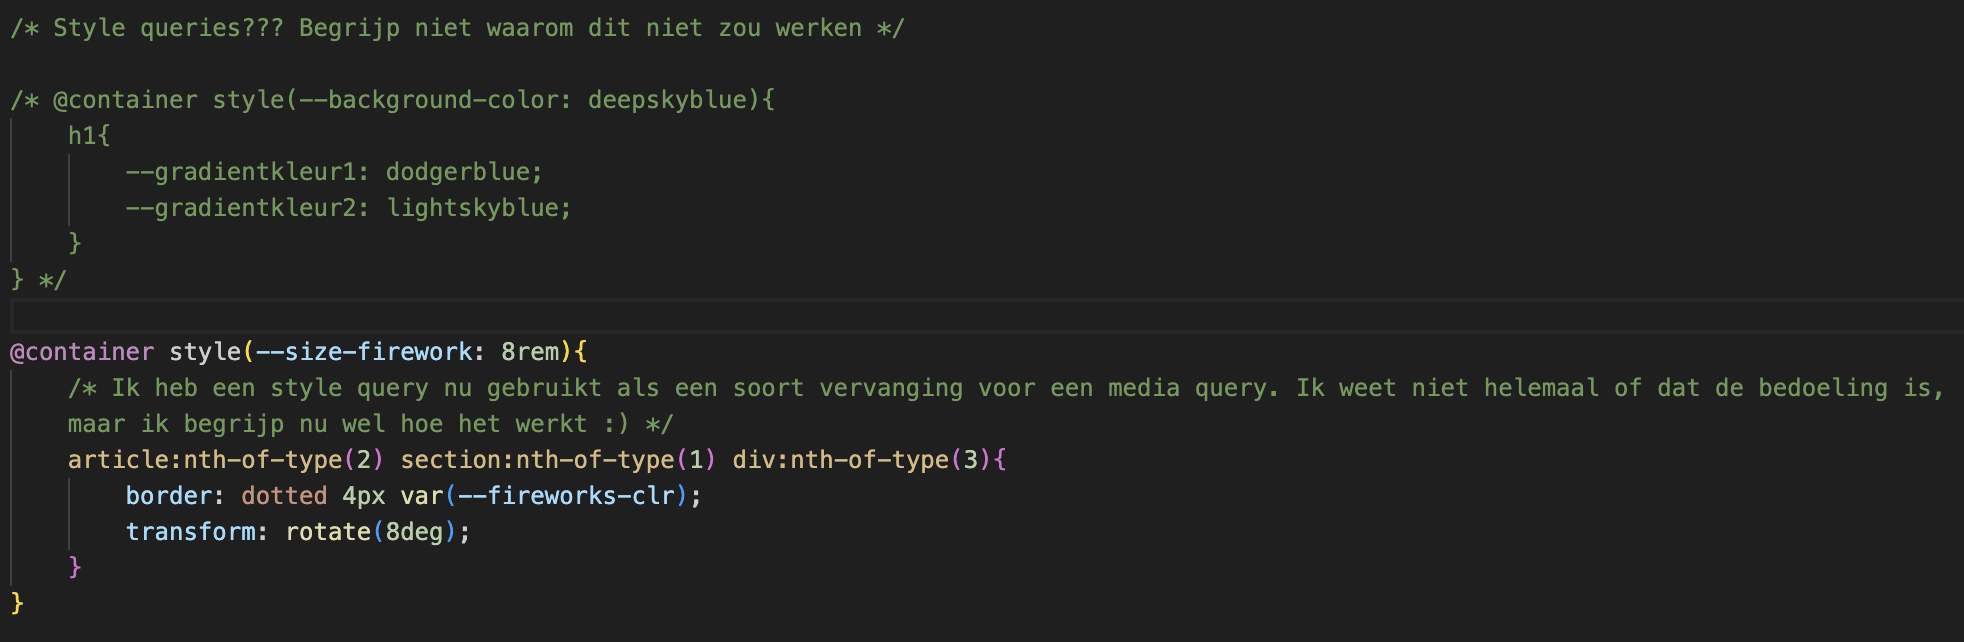 /* Style queries??? Begrijp niet waarom dit niet zou werken */
/* @container style(--background-color: deepskyblue){
h1{
--gradientkleur1: dodgerblue;
--gradientkleur2: lightskyblue;
}
} */
@container style(--size-firework: 8rem){
/* Ik heb een style query nu gebruikt als een soort vervanging voor een media query. Ik weet niet helemaal of dat de bedoeling is,
maar ik begrijp nu wel hoe het werkt :) */
article:nth-of-type(2) section:nth-of-type(1) div:nth-of-type(3){
border: dotted 4px var(--fireworks-clr);
transform: rotate(8deg);
}
}